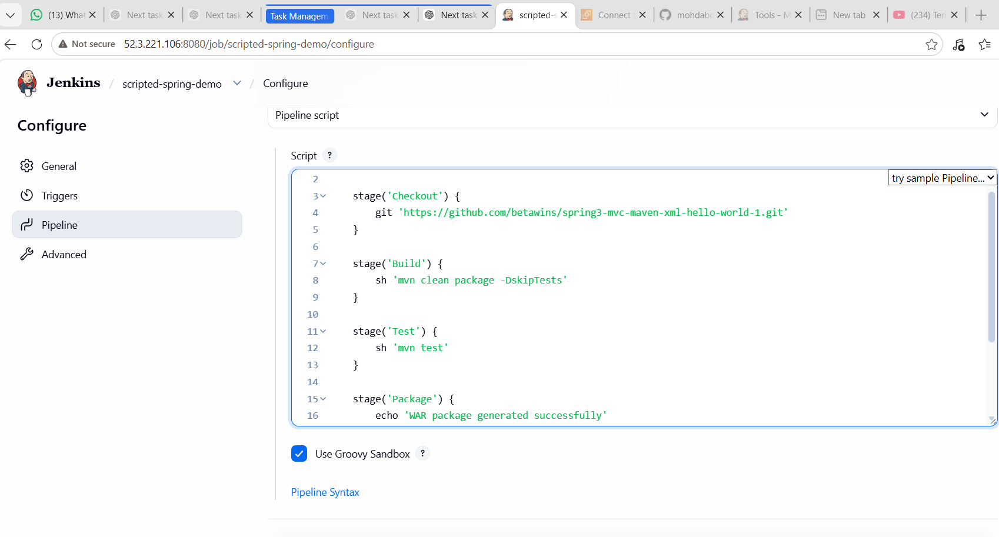 (13) What
Next task
Next task
Task Managem
Next task
Next task
scripted-s
Connect t
mohdabd
Tools - M
New tab
(234) Teri
Not secure
52.3.221.106:8080/job/scripted-spring-demo/configure
Jenkins / scripted-spring-demo / Configure
Configure
General
Triggers
Pipeline
Advanced
Pipeline script
Script ?
try sample Pipeline...
2
3 stage('Checkout') {
4 git 'https://github.com/betawins/spring3-mvc-maven-xml-hello-world-1.git'
5 }
6
7 stage('Build') {
8 sh 'mvn clean package -DskipTests'
9 }
10
11 stage('Test') {
12 sh 'mvn test'
13 }
14
15 stage('Package') {
16 echo 'WAR package generated successfully'
Use Groovy Sandbox ?
Pipeline Syntax